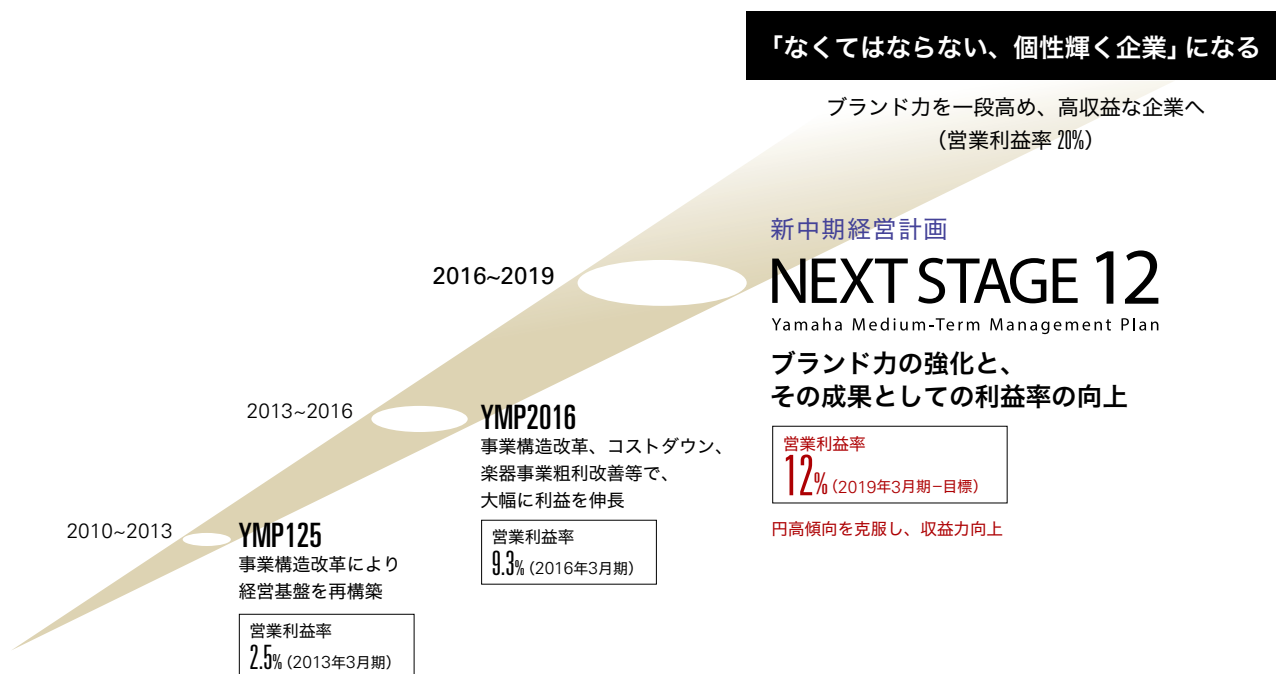 「なくてはならない、個性輝く企業」になる
ブランド力を一段高め、高収益な企業へ
（営業利益率 20%）
新中期経営計画
2016~2019
NEXT STAGE 12
Yamaha Medium-Term Management Plan
ブランド力の強化と、
その成果としての利益率の向上
営業利益率
12% (2019年3月期−目標)
円高傾向を克服し、収益力向上
2013~2016
YMP2016
事業構造改革、コストダウン、
楽器事業粗利改善等で、
大幅に利益を伸長
営業利益率
9.3% (2016年3月期)
2010~2013
YMP125
事業構造改革により
経営基盤を再構築
営業利益率
2.5% (2013年3月期)